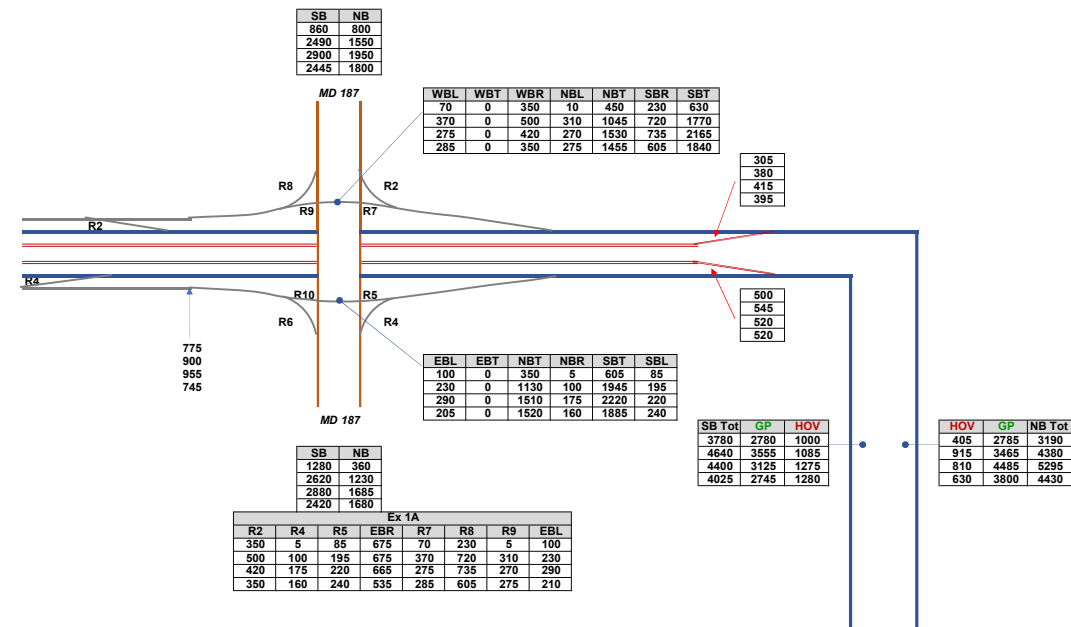 SB NB
860 800
2490 1550
2900 1950
2445 1800
MD 187
WBL WBT WBR NBL NBT SBR SBT
70 0 350 10 450 230 630
370 0 500 310 1045 720 1770
275 0 420 270 1530 735 2165
285 0 350 275 1455 605 1840
305
380
415
395
R8 R2
R9 R7
R2
R4
R10 R5
R6 R4
775
900
955
745
500
545
520
520
EBL EBT NBT NBR SBT SBL
100 0 350 5 605 85
230 0 1130 100 1945 195
290 0 1510 175 2220 220
205 0 1520 160 1885 240
MD 187
SB NB
1280 360
2620 1230
2880 1685
2420 1680
SB Tot GP HOV
3780 2780 1000
4640 3555 1085
4400 3125 1275
4025 2745 1280
HOV GP NB Tot
405 2785 3190
915 3465 4380
810 4485 5295
630 3800 4430
Ex 1A
R2 R4 R5 EBR R7 R8 R9 EBL
350 5 85 675 70 230 5 100
500 100 195 675 370 720 310 230
420 175 220 665 275 735 270 290
350 160 240 535 285 605 275 210